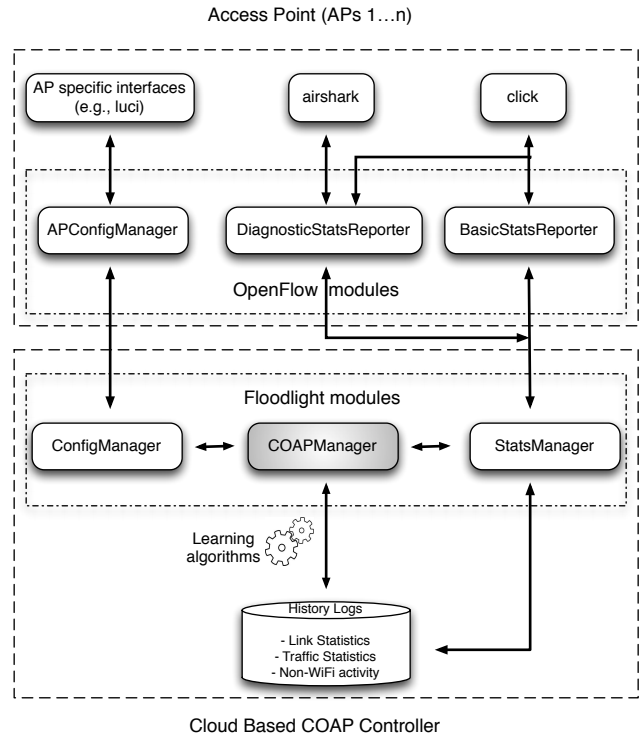 Access Point (APs 1...n)
AP specific interfaces
(e.g., luci)
airshark
click
APConfigManager
DiagnosticStatsReporter
BasicStatsReporter
OpenFlow modules
Floodlight modules
ConfigManager
COAPManager
StatsManager
Learning
algorithms
History Logs
- Link Statistics
- Traffic Statistics
- Non-WiFi activity
Cloud Based COAP Controller